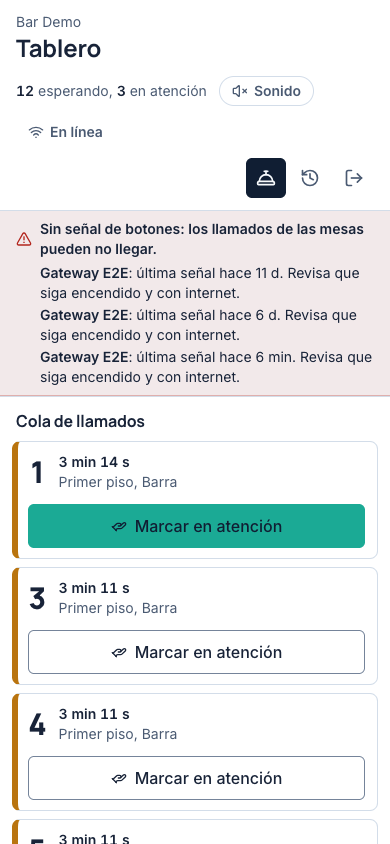 Bar Demo
Tablero
12 esperando, 3 en atención
Sonido
En línea
Sin señal de botones: los llamados de las mesas
pueden no llegar.
Gateway E2E: última señal hace 11 d. Revisa que
siga encendido y con internet.
Gateway E2E: última señal hace 6 d. Revisa que
siga encendido y con internet.
Gateway E2E: última señal hace 6 min. Revisa que
siga encendido y con internet.
Cola de llamados
1
3 min 14 s
Primer piso, Barra
Marcar en atención
3
3 min 11 s
Primer piso, Barra
Marcar en atención
4
3 min 11 s
Primer piso, Barra
Marcar en atención
3 min 11 s